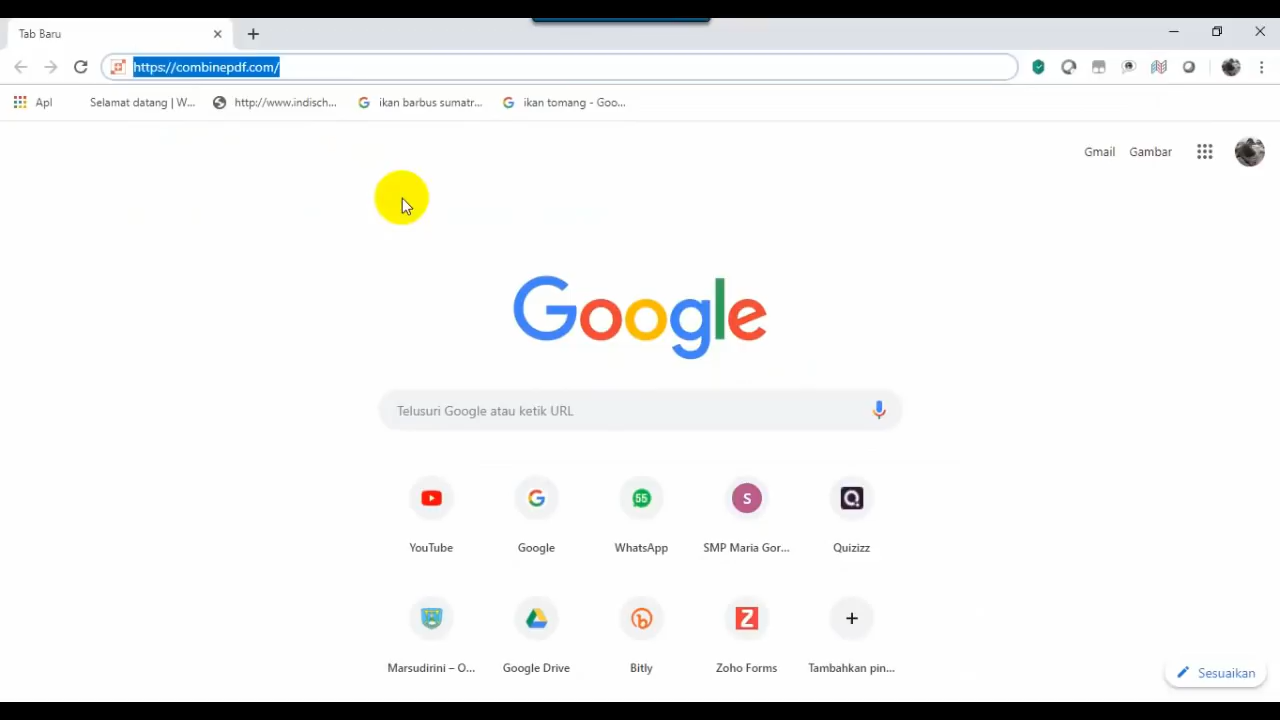 Tab Baru
https://combinepdf.com/
Apl
Selamat datang | W...
http://www.indisch...
ikan barbus sumatr...
ikan tomang - Goo...
Gmail
Gambar
Google
Telusuri Google atau ketik URL
55
S
YouTube
Google
WhatsApp
SMP Maria Gor...
Quizizz
Z
Marsudirini – O...
Google Drive
Bitly
Zoho Forms
Tambahkan pin...
Sesuaikan